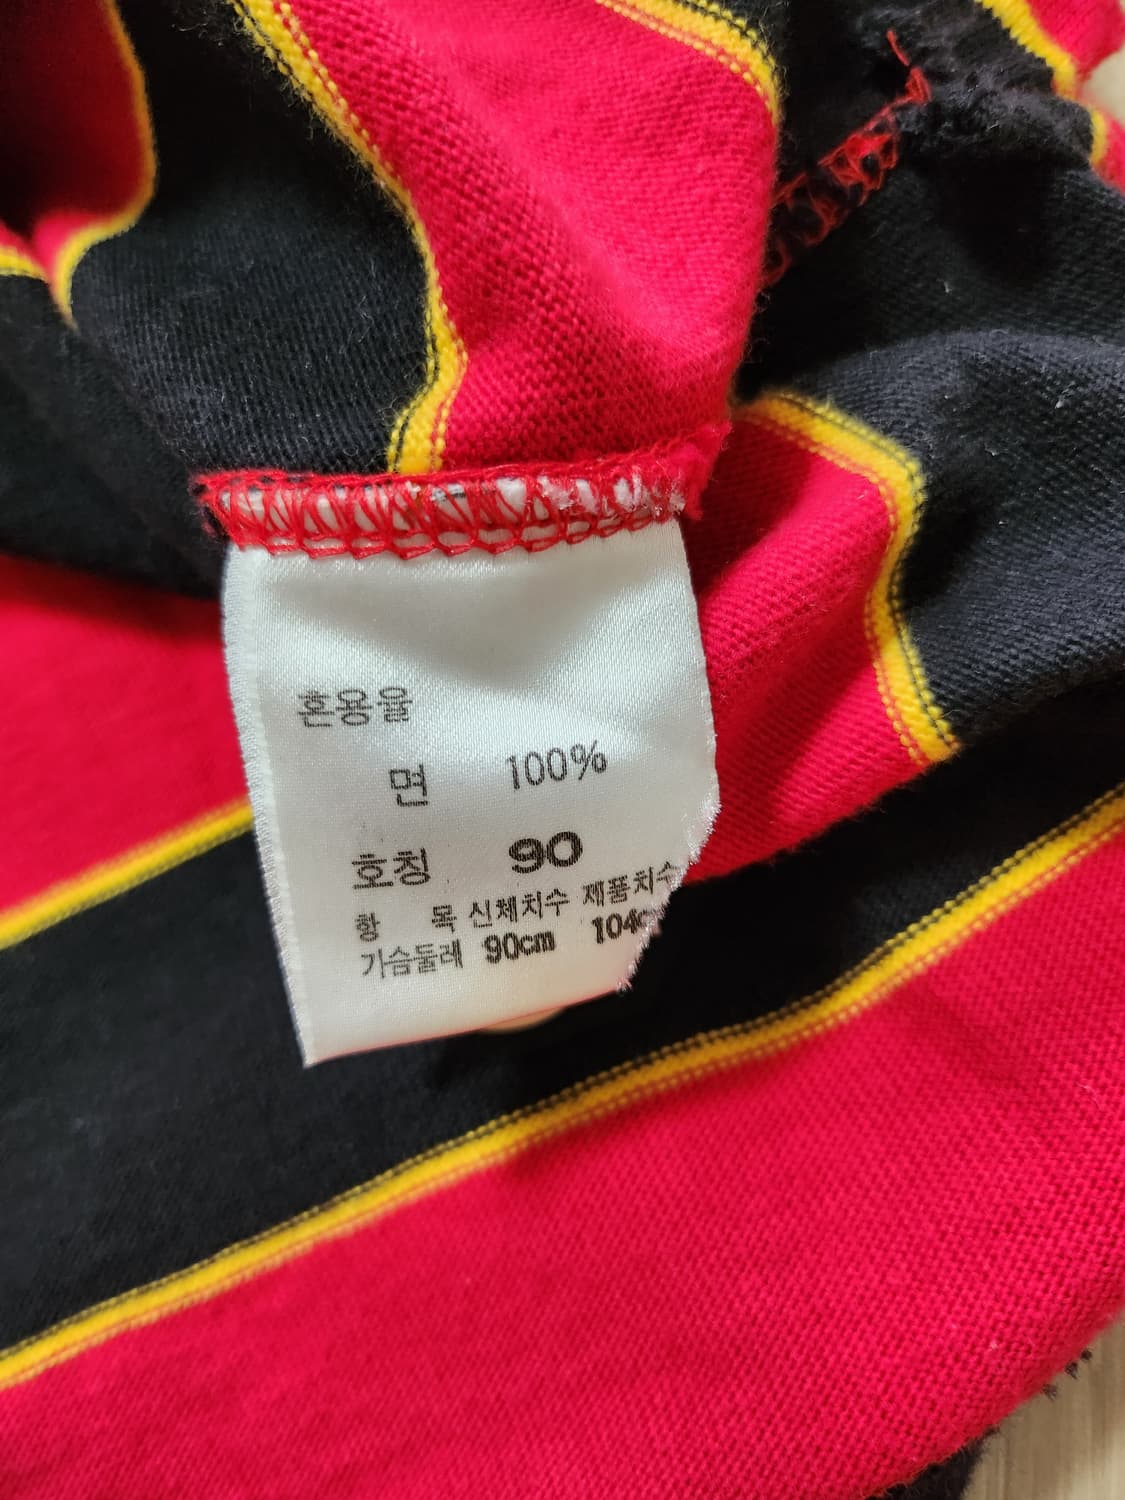 혼용율
면 100%
호칭 90
항 목 신체치수 제품치수
가슴둘레 90cm 104c